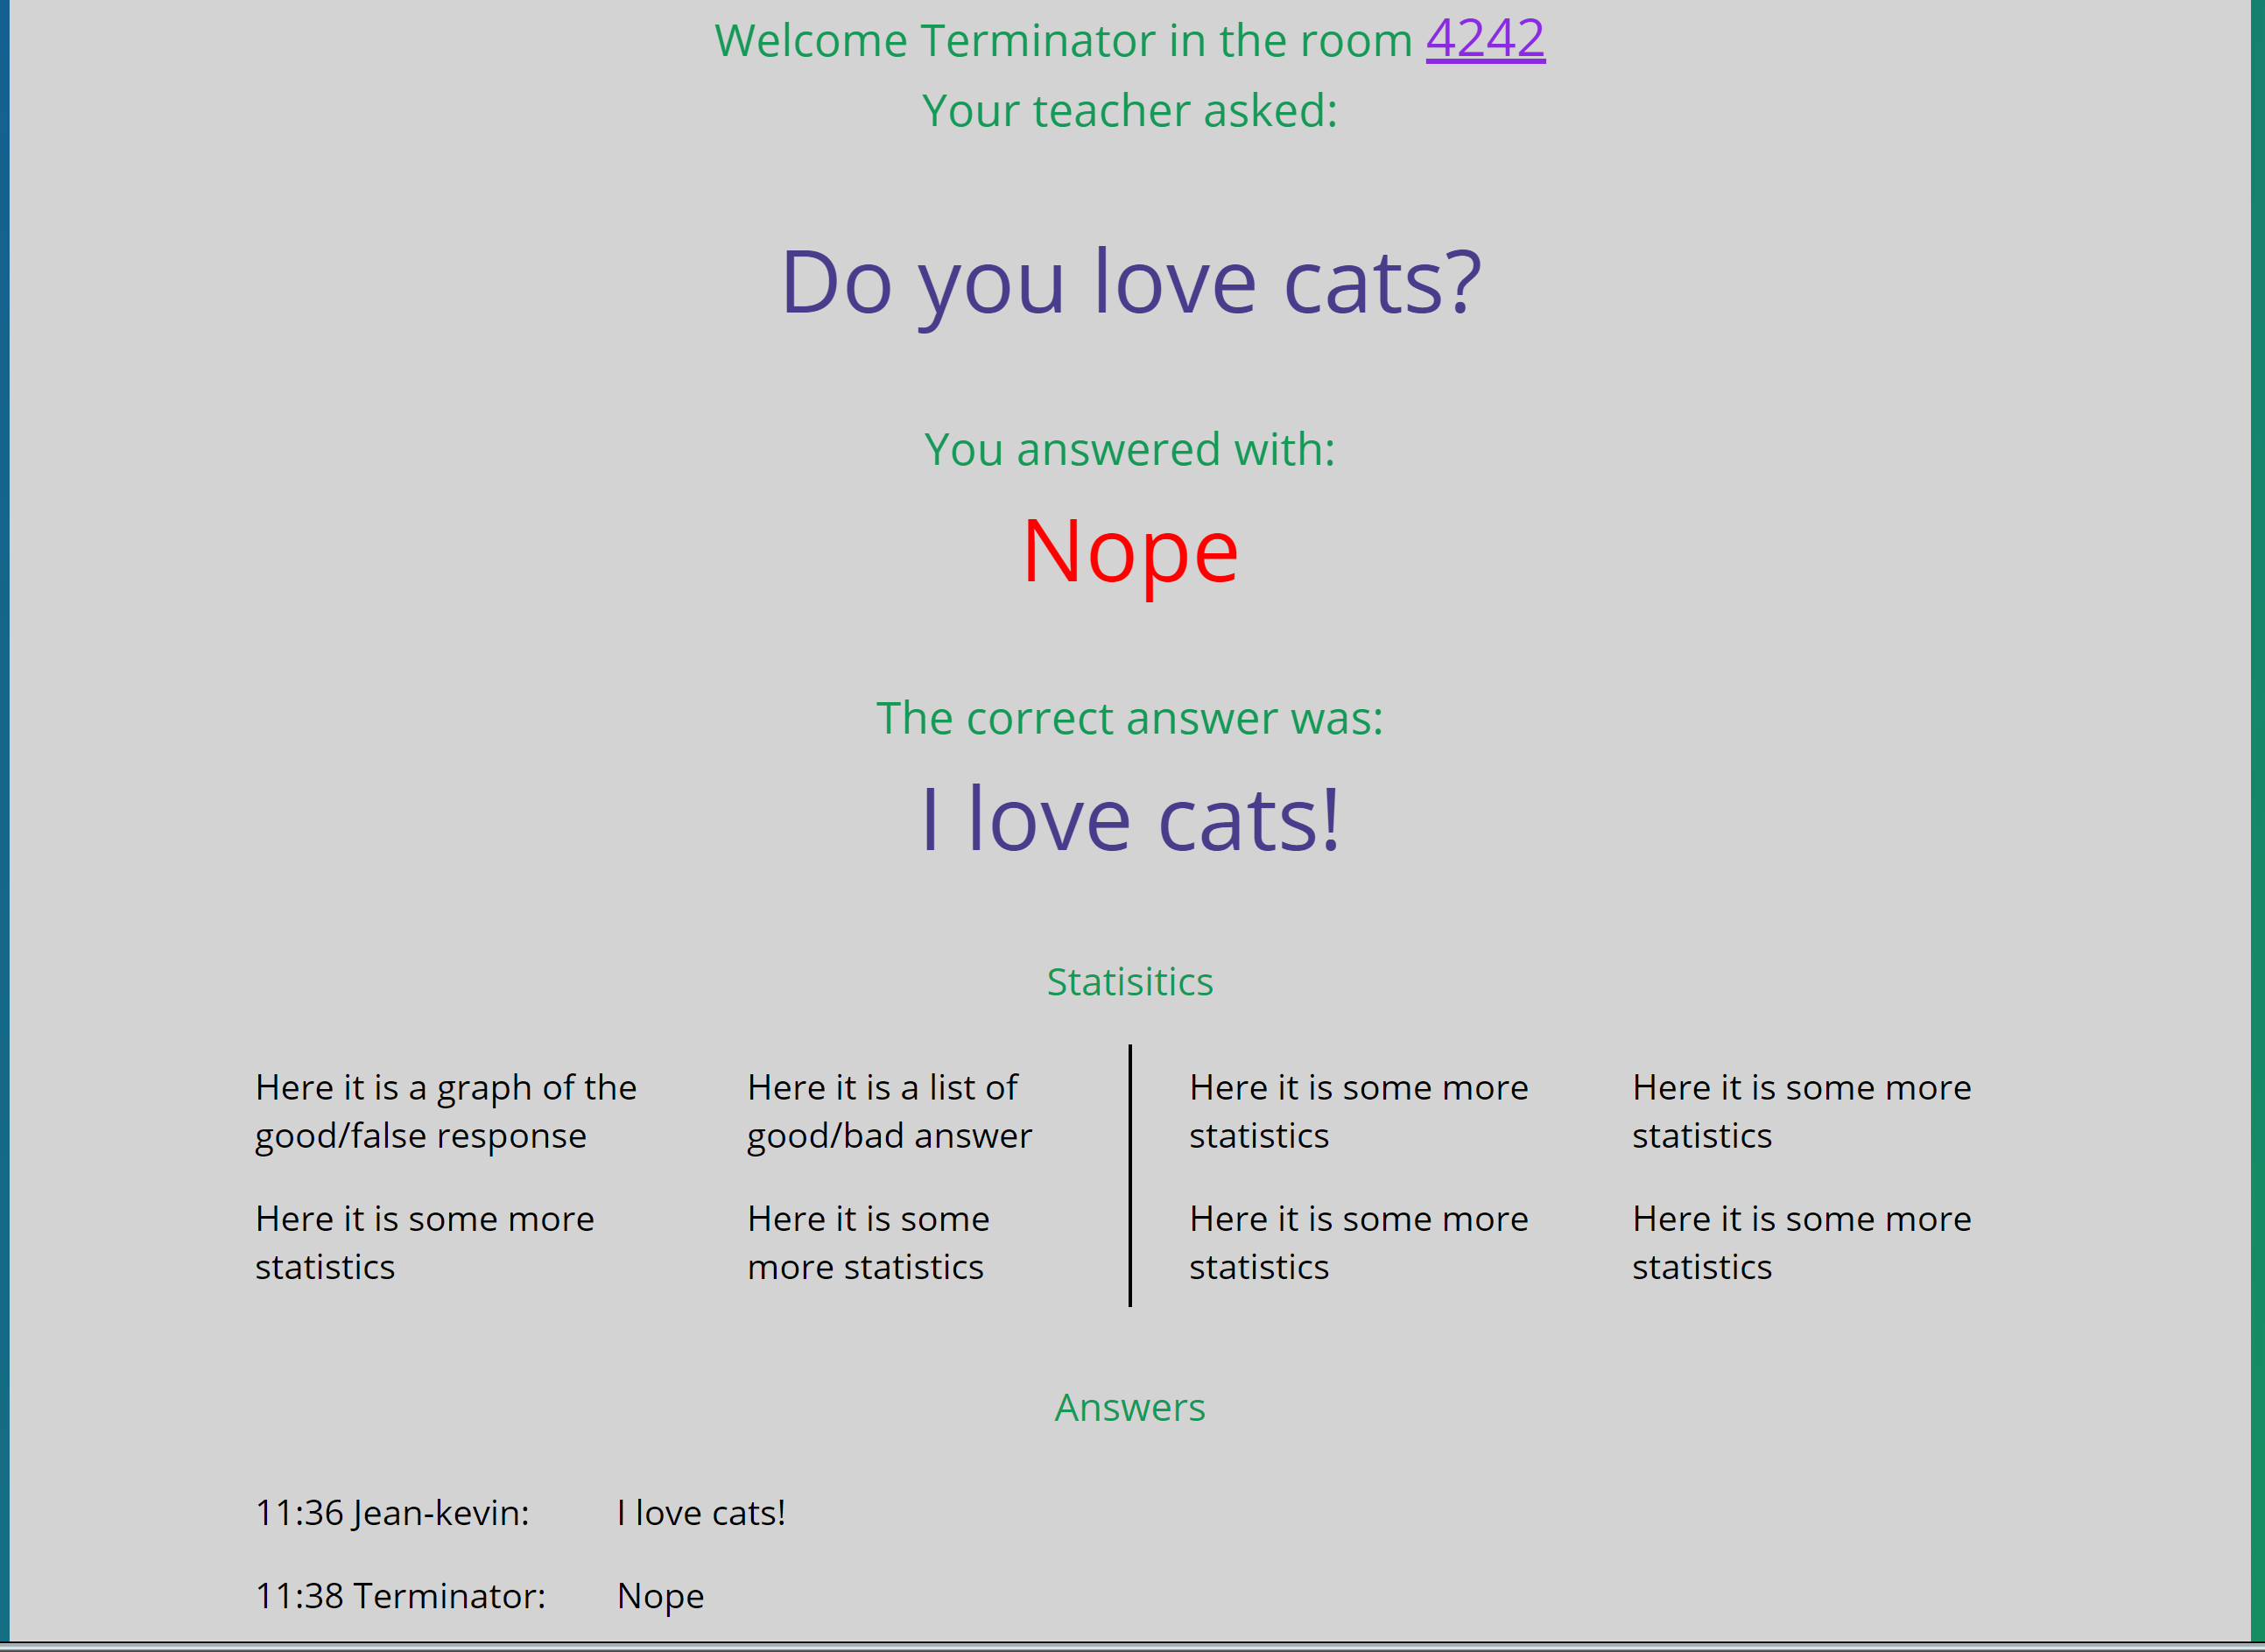 Welcome Terminator in the room 4242
Your teacher asked:
Do you love cats?
You answered with:
Nope
The correct answer was:
I love cats!
Statisitics
Here it is a graph of the
good/false response
Here it is a list of
good/bad answer
Here it is some more
statistics
Here it is some more
statistics
Here it is some more
statistics
Here it is some
more statistics
Here it is some more
statistics
Here it is some more
statistics
Answers
11:36 Jean-kevin: I love cats!
11:38 Terminator: Nope